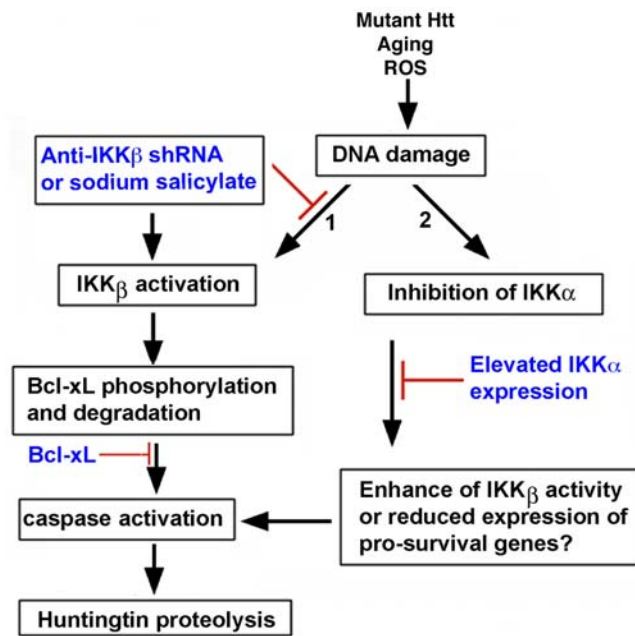 Mutant Htt
Aging
ROS
DNA damage
Anti-IKKβ shRNA
or sodium salicylate
1
2
IKKβ activation
Inhibition of IKKα
Bcl-xL phosphorylation
and degradation
Elevated IKKα
expression
Bcl-xL
Enhance of IKKβ activity
or reduced expression of
pro-survival genes?
caspase activation
Huntingtin proteolysis